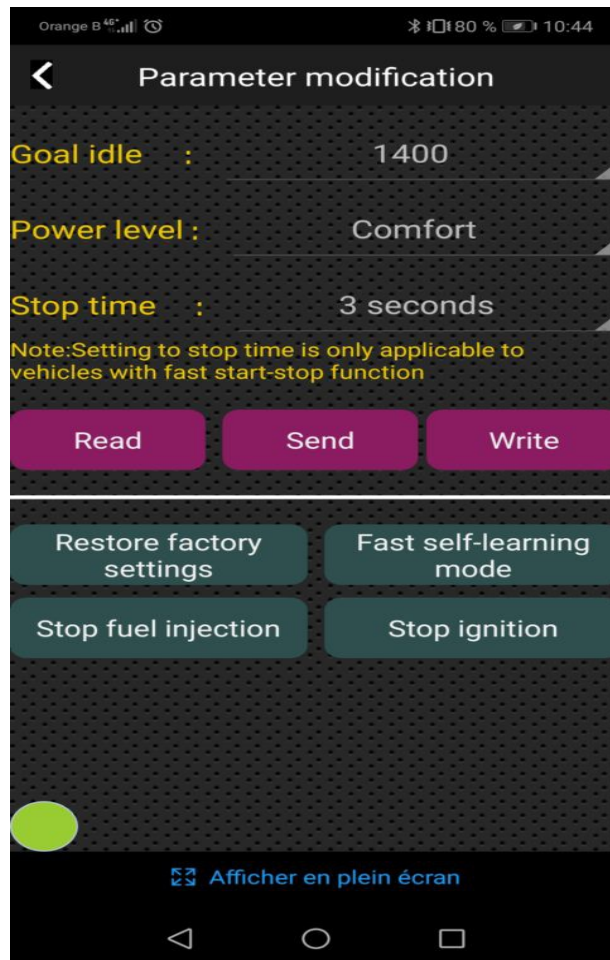 Orange B 4G 80 % 10:44
Parameter modification
Goal idle : 1400
Power level : Comfort
Stop time : 3 seconds
Note:Setting to stop time is only applicable to
vehicles with fast start-stop function
Read Send Write
Restore factory
settings
Fast self-learning
mode
Stop fuel injection Stop ignition
Afficher en plein écran